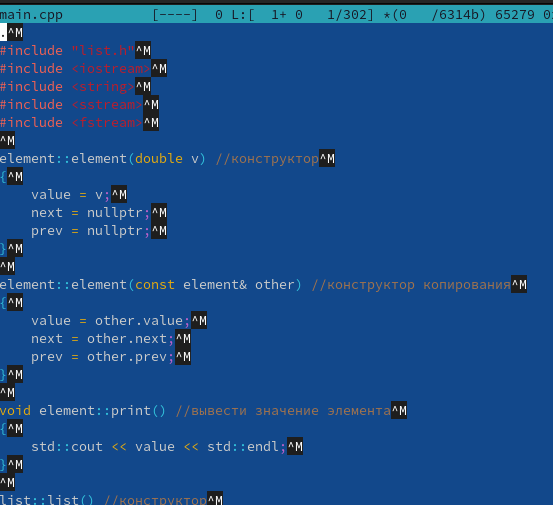 main.cpp [----] 0 L:[ 1+ 0 1/302] *(0 /6314b) 65279 0
.^M
#include "list.h"^M
#include <iostream>^M
#include <string>^M
#include <sstream>^M
#include <fstream>^M
^M
element::element(double v) //конструктор^M
{^M
    value = v;^M
    next = nullptr;^M
    prev = nullptr;^M
}^M
^M
element::element(const element& other) //конструктор копирования^M
{^M
    value = other.value;^M
    next = other.next;^M
    prev = other.prev;^M
}^M
^M
void element::print() //вывести значение элемента^M
{^M
    std::cout << value << std::endl;^M
}^M
^M
list::list() //конструктор^M